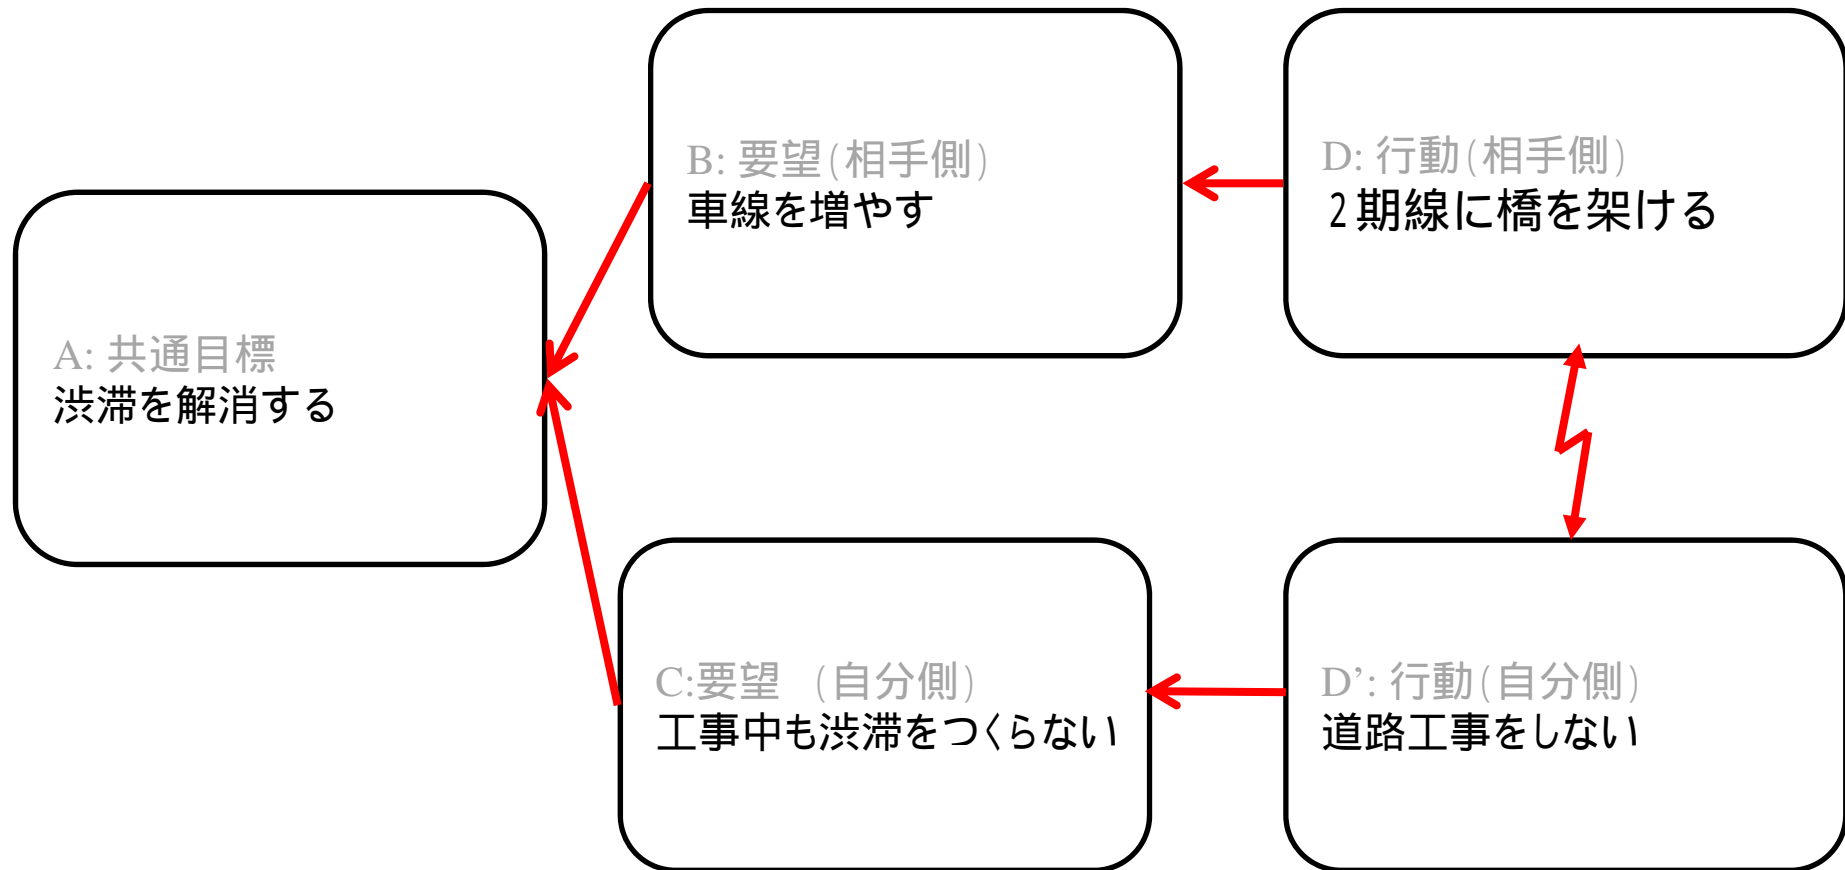 A: 共通目標
渋滞を解消する
B: 要望(相手側)
車線を増やす
D: 行動(相手側)
2期線に橋を架ける
C:要望 (自分側)
工事中も渋滞をつくらない
D’: 行動(自分側)
道路工事をしない